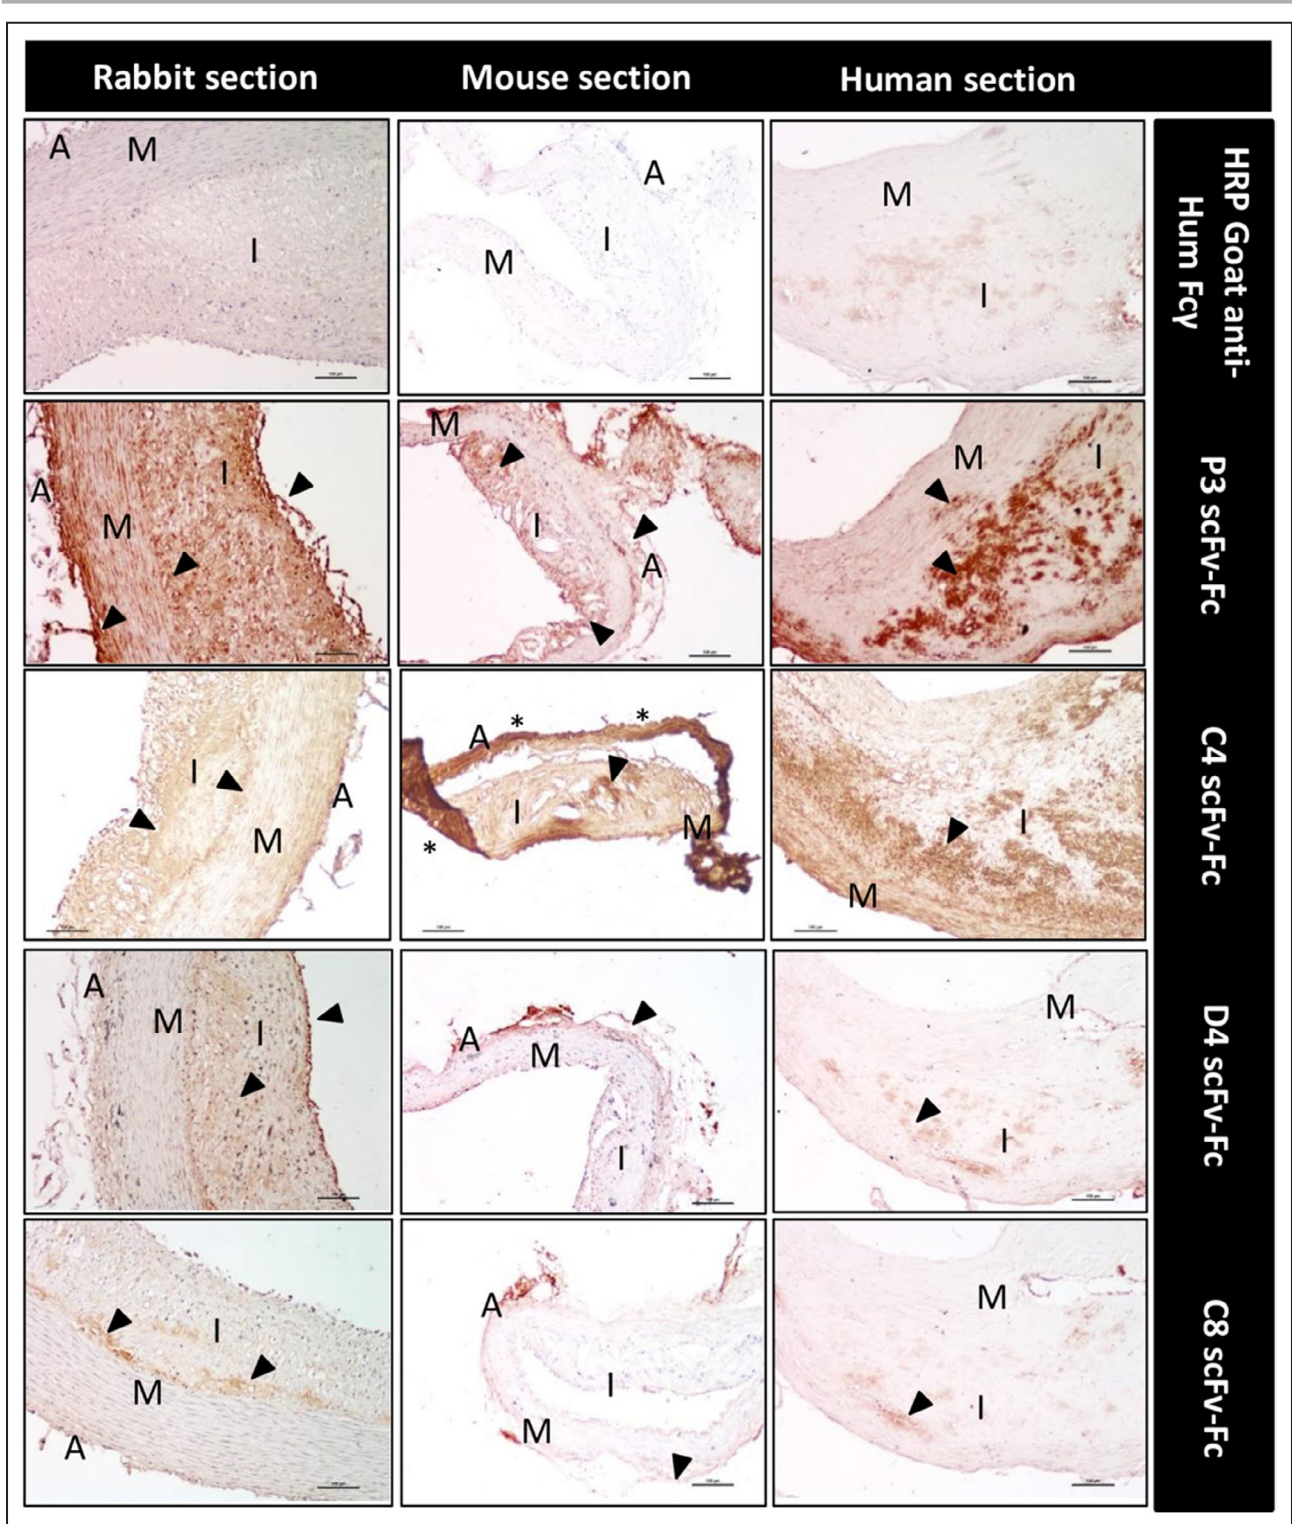 Rabbit section
Mouse section
Human section
A M
I
A
I
M
M
I
HRP Goat anti-
Hum Fcγ
I
A
M
M
I
A
M I
P3 scFv-Fc
I
A
M
A * *
I
M
*
I
M
C4 scFv-Fc
A
M
I
A
M
I
M
I
D4 scFv-Fc
I
M
A
A
I
M
M
I
C8 scFv-Fc